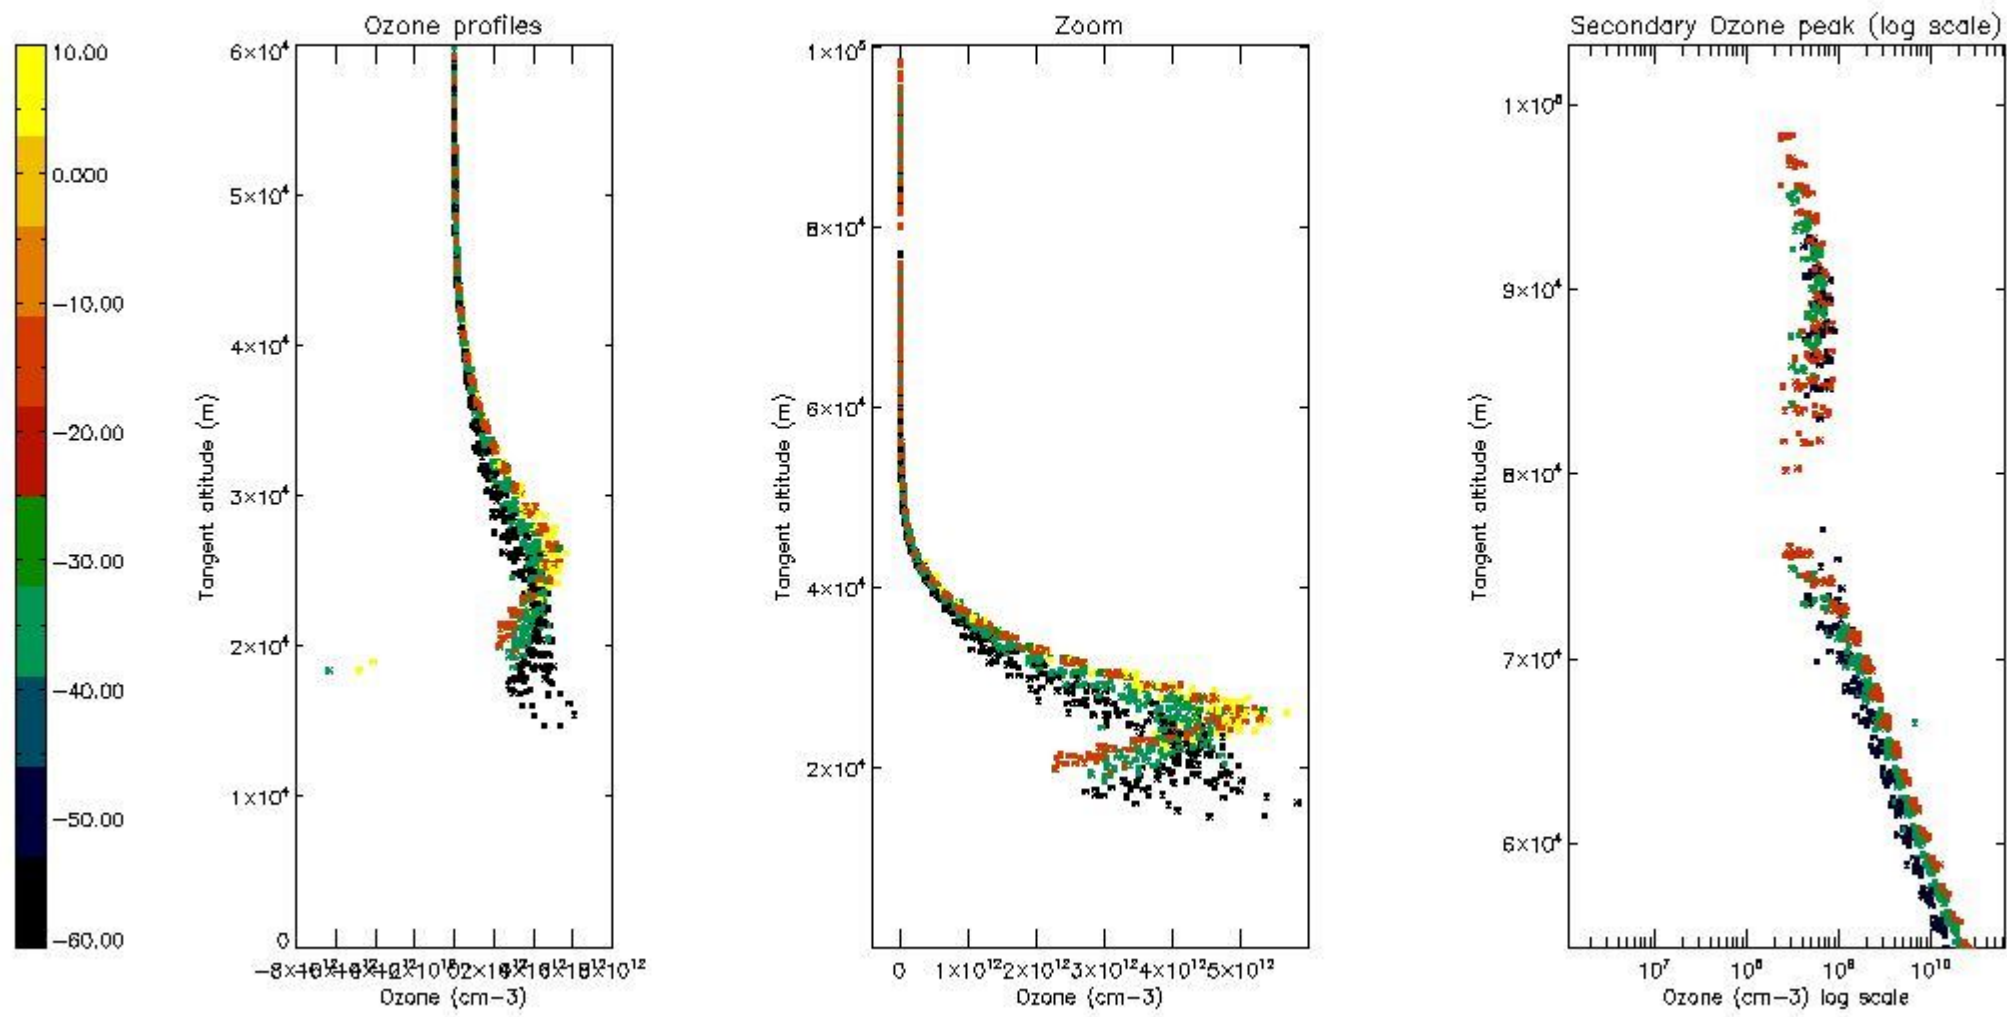 Ozone profiles
Zoom
Secondary Ozone peak (log scale)
10.00
0.000
−10.00
−20.00
−30.00
−40.00
−50.00
−60.00
6×10⁴
5×10⁴
4×10⁴
3×10⁴
2×10⁴
1×10⁴
0
Tangent altitude (m)
Ozone (cm−3)
1×10⁵
8×10⁴
6×10⁴
4×10⁴
2×10⁴
Tangent altitude (m)
0 1×10¹² 2×10¹² 3×10¹² 4×10¹² 5×10¹²
Ozone (cm−3)
9×10⁴
8×10⁴
7×10⁴
6×10⁴
Tangent altitude (m)
10⁷ 10⁸ 10⁹ 10¹⁰
Ozone (cm−3) log scale